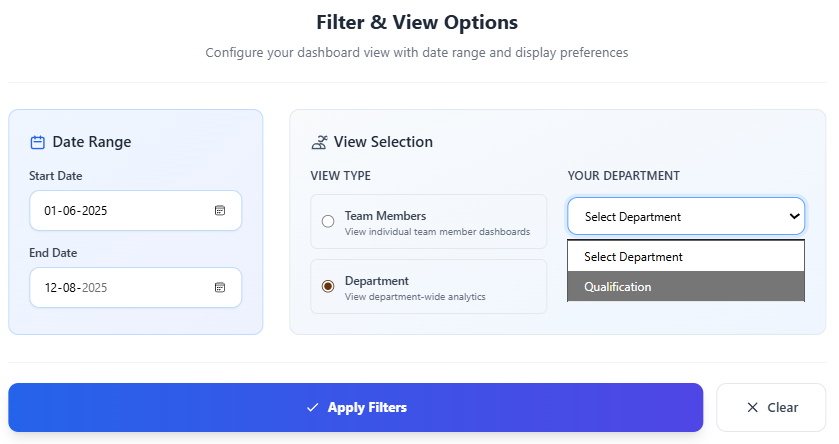 Filter & View Options
Configure your dashboard view with date range and display preferences
Date Range
Start Date
01-06-2025
End Date
12-08-2025
View Selection
VIEW TYPE
Team Members
View individual team member dashboards
Department
View department-wide analytics
YOUR DEPARTMENT
Select Department
Select Department
Qualification
Apply Filters
Clear